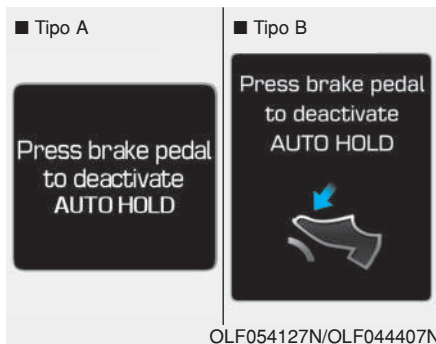 ■ Tipo A
Press brake pedal
to deactivate
AUTO HOLD
■ Tipo B
Press brake pedal
to deactivate
AUTO HOLD
OLF054127N/OLF044407N